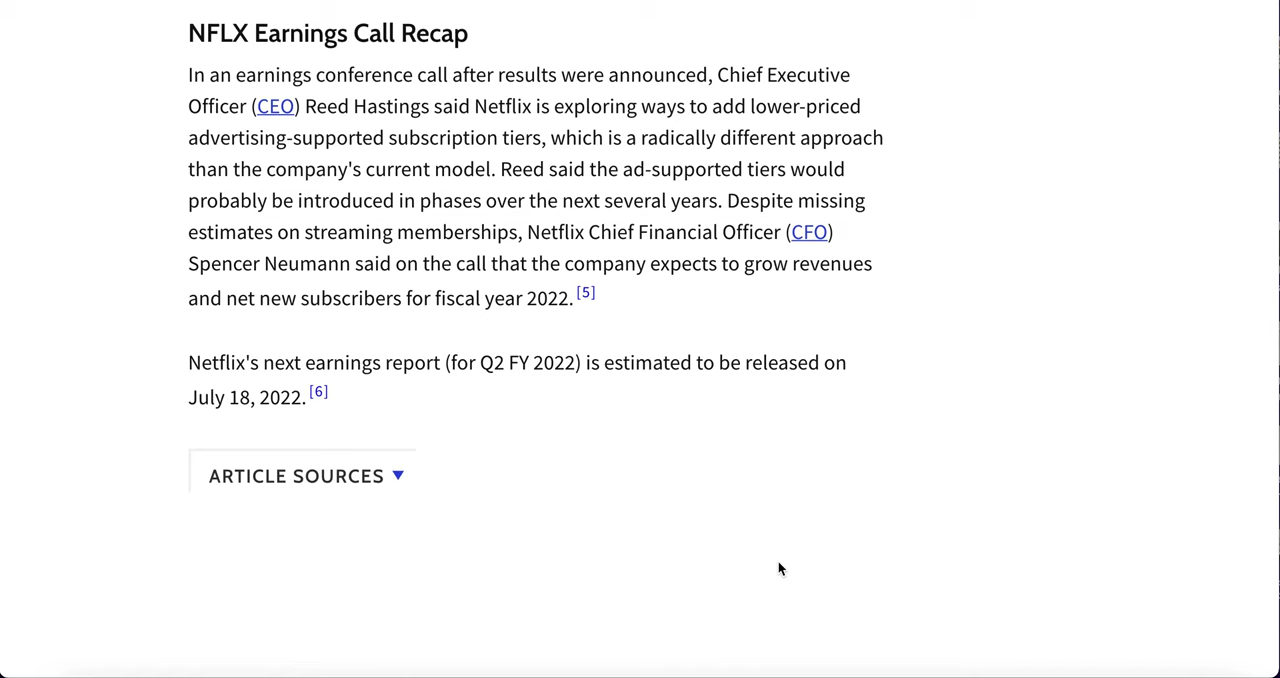 NFLX Earnings Call Recap
In an earnings conference call after results were announced, Chief Executive
Officer (CEO) Reed Hastings said Netflix is exploring ways to add lower-priced
advertising-supported subscription tiers, which is a radically different approach
than the company's current model. Reed said the ad-supported tiers would
probably be introduced in phases over the next several years. Despite missing
estimates on streaming memberships, Netflix Chief Financial Officer (CFO)
Spencer Neumann said on the call that the company expects to grow revenues
and net new subscribers for fiscal year 2022. [5]
Netflix's next earnings report (for Q2 FY 2022) is estimated to be released on
July 18, 2022. [6]
ARTICLE SOURCES